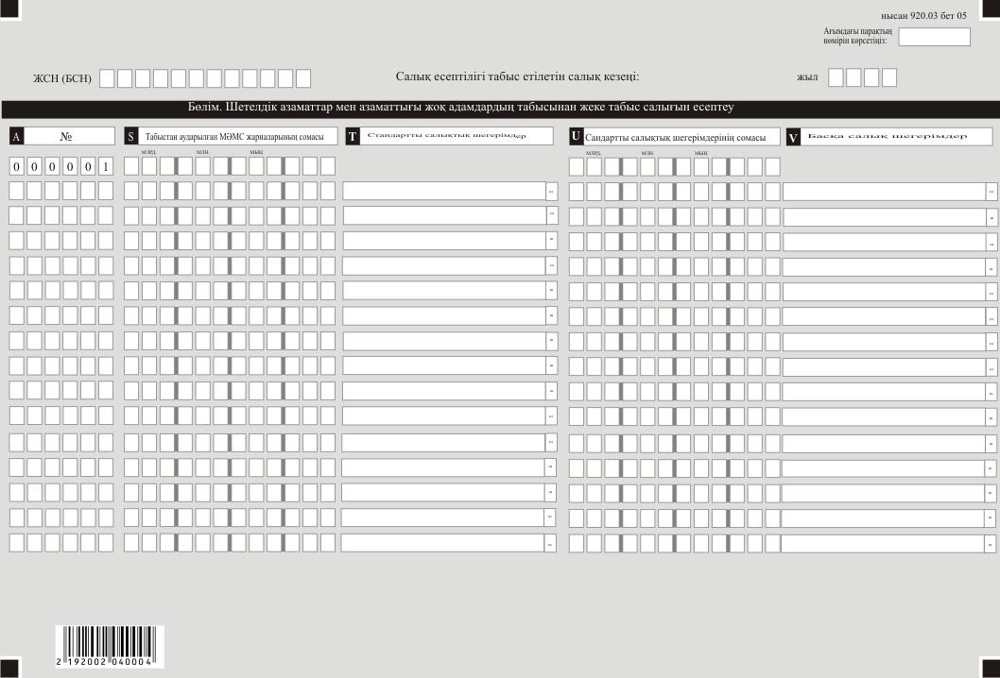 нысан 920.03 бет 05
Ағымдағы парақтың
нөмірін көрсетіңіз:
ЖСН (БСН)
Салық есептілігі табыс етілетін салық кезеңі:
жыл
Бөлім. Шетелдік азаматтар мен азаматтығы жоқ адамдардың табысынан жеке табыс салығын есептеу
A №
S Табыстан аударылған МӘМС жарналарының сомасы
T Стандартты салықтық шегерімдер
U Сандартты салықтық шегерімдерінің сомасы
V Басқа салық шегерімдер
МЛРД. МЛН. МЫҢ
МЛРД. МЛН. МЫҢ
0 0 0 0 0 1
2 192002 040004